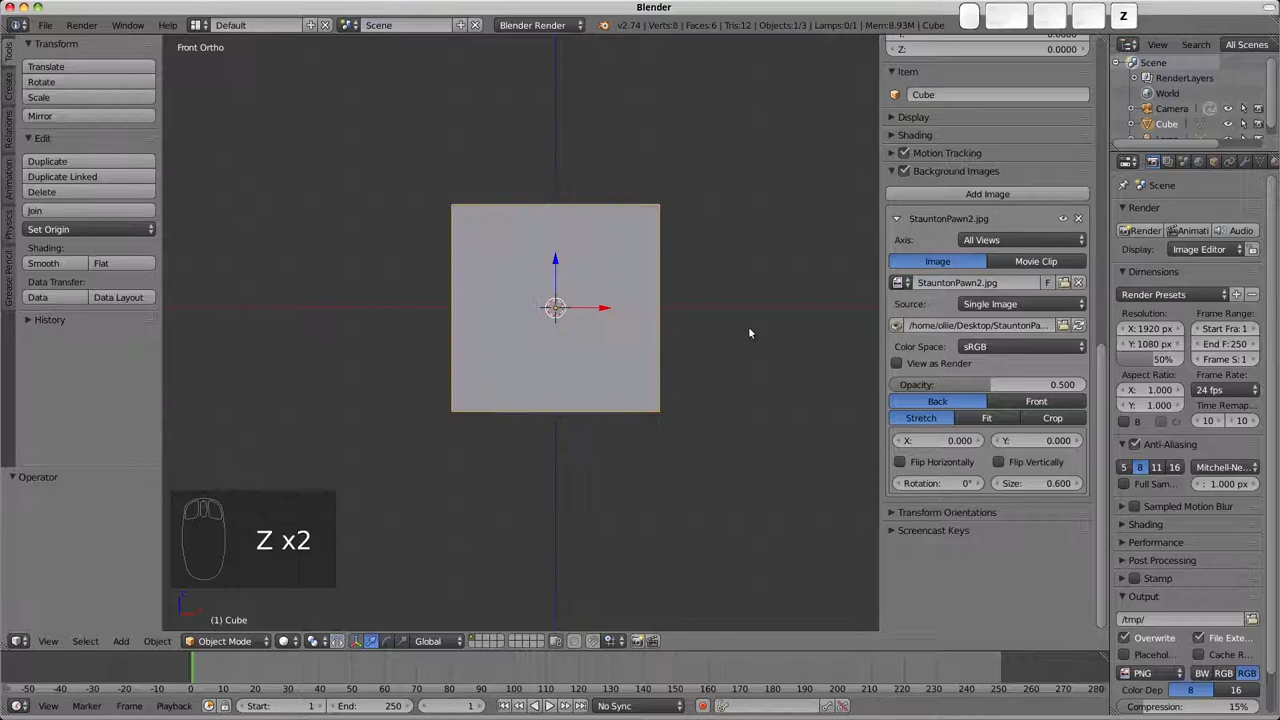 Blender
Z
File Render Window Help Default Scene Blender Render v2.74 | Verts:8 | Faces:6 | Tris:12 | Objects:1/3 | Lamps:0/1 | Mem:8.93M | Cube
Tools
Create
Relations
Animation
Physics
Grease Pencil
Transform
Translate
Rotate
Scale
Mirror
Edit
Duplicate
Duplicate Linked
Delete
Join
Set Origin
Shading:
Smooth Flat
Data Transfer:
Data Data Layout
History
Operator
Front Ortho
Z x2
(1) Cube
Z: 0.0000
Item
Cube
Display
Shading
Motion Tracking
Background Images
Add Image
StauntonPawn2.jpg
Axis: All Views
Image Movie Clip
StauntonPawn2.jpg F
Source: Single Image
/home/ollie/Desktop/StauntonPa...
Color Space: sRGB
View as Render
Opacity: 0.500
Back Front
Stretch Fit Crop
X: 0.000 Y: 0.000
Flip Horizontally Flip Vertically
Rotation: 0° Size: 0.600
Transform Orientations
Screencast Keys
View Search All Scenes
Scene
RenderLayers
World
Camera
Cube
Scene
Render
Render Animati Audio
Display: Image Editor
Dimensions
Render Presets
Resolution: Frame Range:
X: 1920 px Start Fra: 1
Y: 1080 px End F: 250
50% Frame S: 1
Aspect Ratio: Frame Rate:
X: 1.000 24 fps
Y: 1.000 Time Remap...
B 10 10
Anti-Aliasing
5 8 11 16 Mitchell-Ne...
Full Sam... : 1.000 px
Sampled Motion Blur
Shading
Performance
Post Processing
Stamp
Output
/tmp/
Overwrite File Exte...
Placehol... Cache R...
PNG BW RGB RGB
Color Dep 8 16
Compression: 15%
View Select Add Object Object Mode Global
-50 -40 -30 -20 -10 0 10 20 30 40 50 60 70 80 90 100 110 120 130 140 150 160 170 180 190 200 210 220 230 240 250 260 270 280
View Marker Frame Playback Start: 1 End: 250 1 No Sync